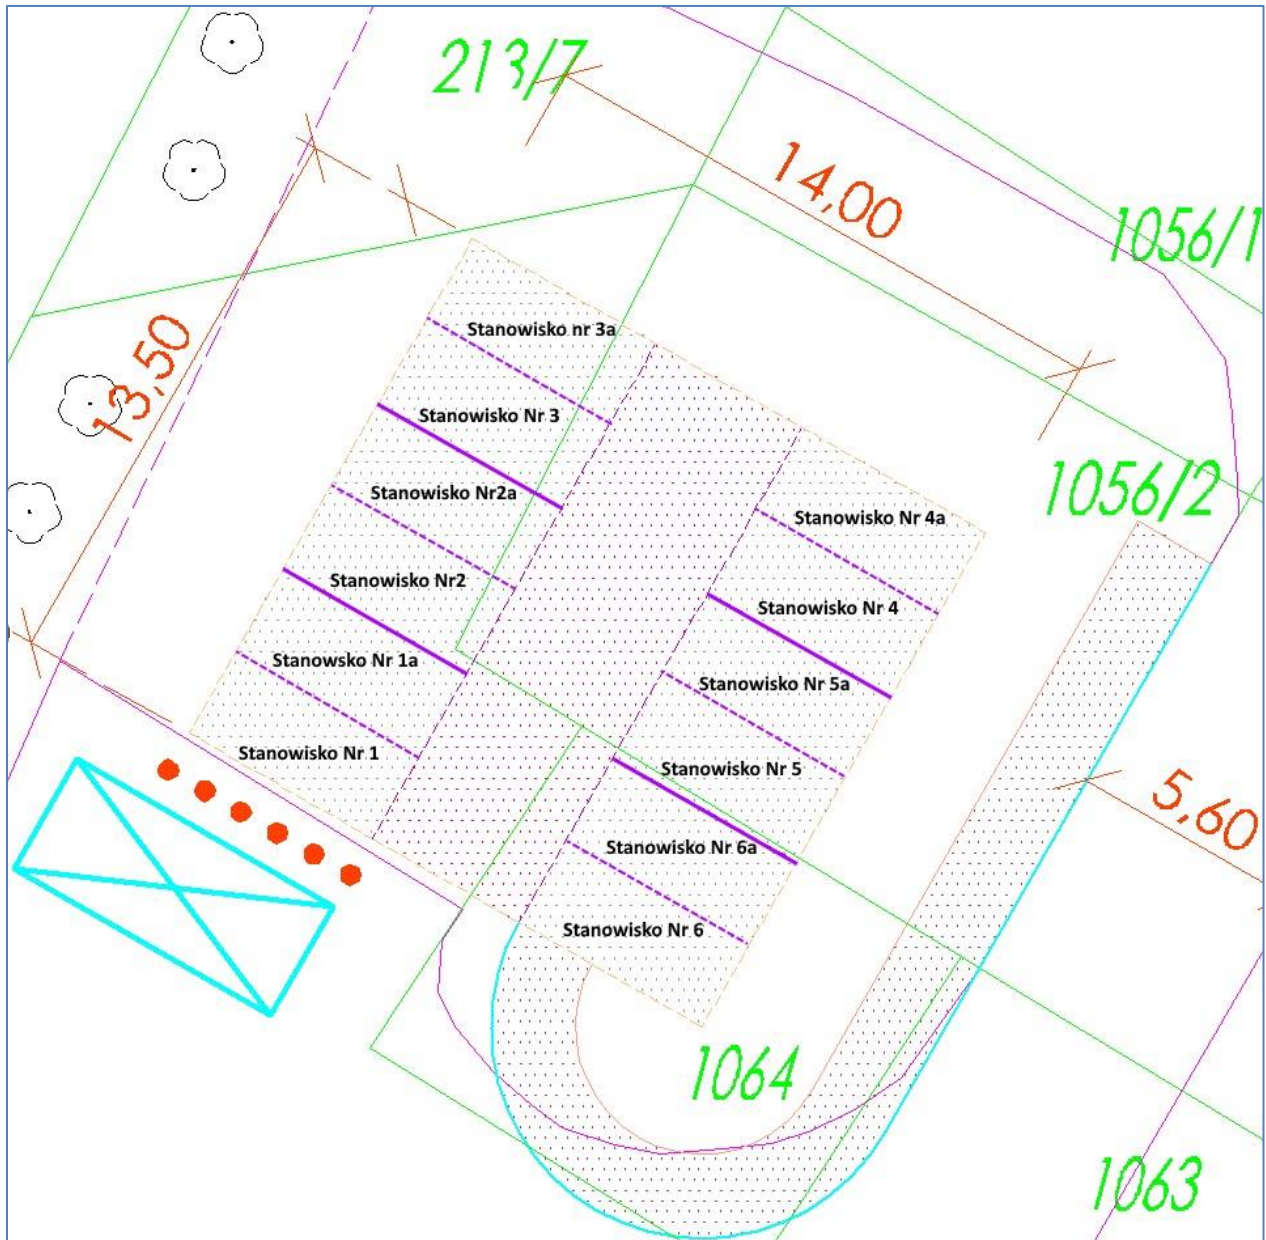 213/7
14,00
1056/1
13,50
Stanowisko nr 3a
Stanowisko Nr 3
1056/2
Stanowisko Nr2a
Stanowisko Nr 4a
Stanowisko Nr2
Stanowisko Nr 4
Stanowsko Nr 1a
Stanowisko Nr 5a
Stanowisko Nr 1
Stanowisko Nr 5
5,60
Stanowisko Nr 6a
Stanowisko Nr 6
1064
1063